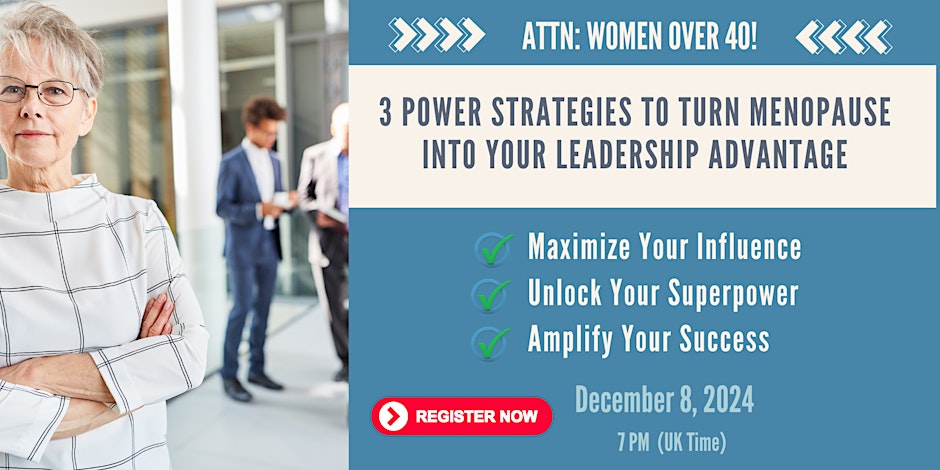 ATTN: WOMEN OVER 40!
3 POWER STRATEGIES TO TURN MENOPAUSE
INTO YOUR LEADERSHIP ADVANTAGE
Maximize Your Influence
Unlock Your Superpower
Amplify Your Success
December 8, 2024
REGISTER NOW
7 PM (UK Time)